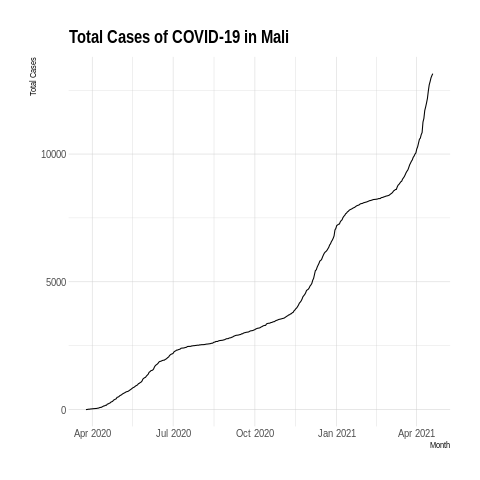 Total Cases of COVID-19 in Mali
Total Cases
10000
5000
0
Apr 2020 Jul 2020 Oct 2020 Jan 2021 Apr 2021
Month